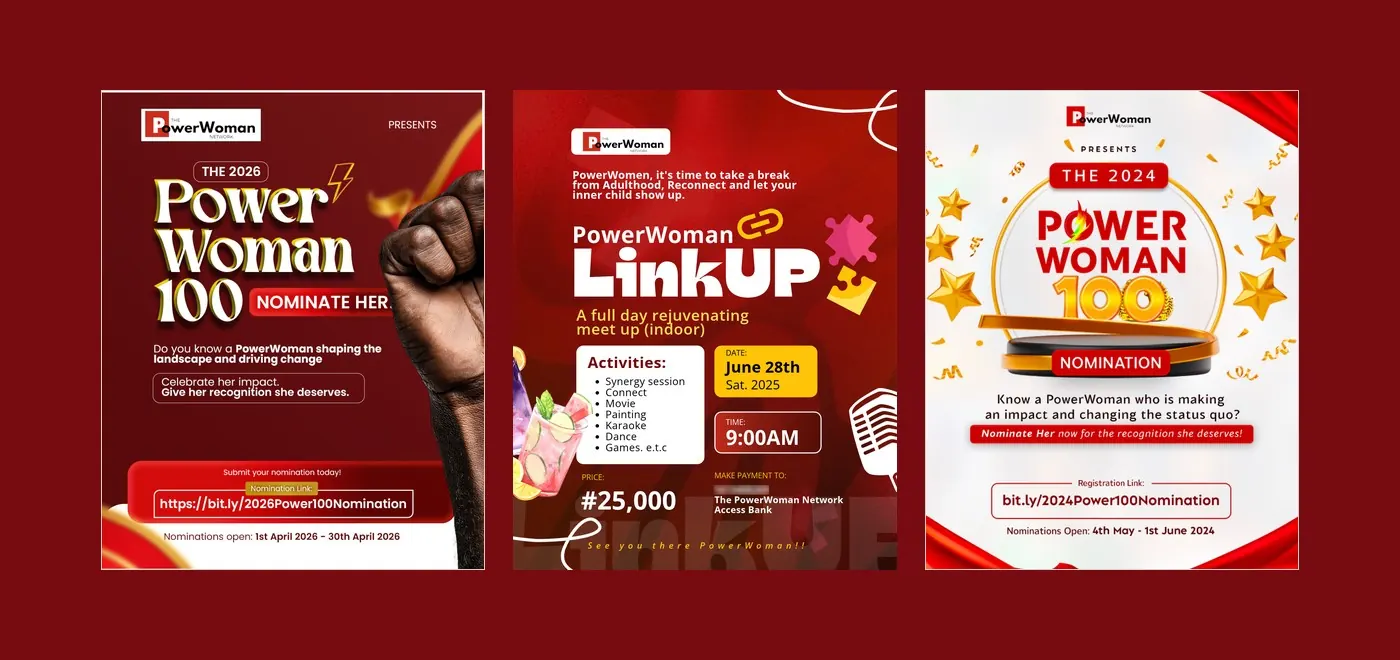 THE
PowerWoman
NETWORK
PRESENTS
THE 2026
Power
Woman
100
NOMINATE HER.
Do you know a PowerWoman shaping the
landscape and driving change
Celebrate her impact.
Give her recognition she deserves.
Submit your nomination today!
Nomination Link:
https://bit.ly/2026Power100Nomination
Nominations open: 1st April 2026 - 30th April 2026
THE
PowerWoman
NETWORK
PowerWomen, it's time to take a break
from Adulthood, Reconnect and let your
inner child show up.
PowerWoman
LinkUP
A full day rejuvenating
meet up (indoor)
Activities:
• Synergy session
• Connect
• Movie
• Painting
• Karaoke
• Dance
• Games. e.t.c
DATE:
June 28th
Sat. 2025
TIME:
9:00AM
PRICE:
#25,000
MAKE PAYMENT TO:
The PowerWoman Network
Access Bank
LinkUP
See you there PowerWoman!!
THE
PowerWoman
NETWORK
PRESENTS
THE 2024
POWER
WOMAN
100
NOMINATION
Know a PowerWoman who is making
an impact and changing the status quo?
Nominate Her now for the recognition she deserves!
Registration Link:
bit.ly/2024Power100Nomination
Nominations Open: 4th May - 1st June 2024